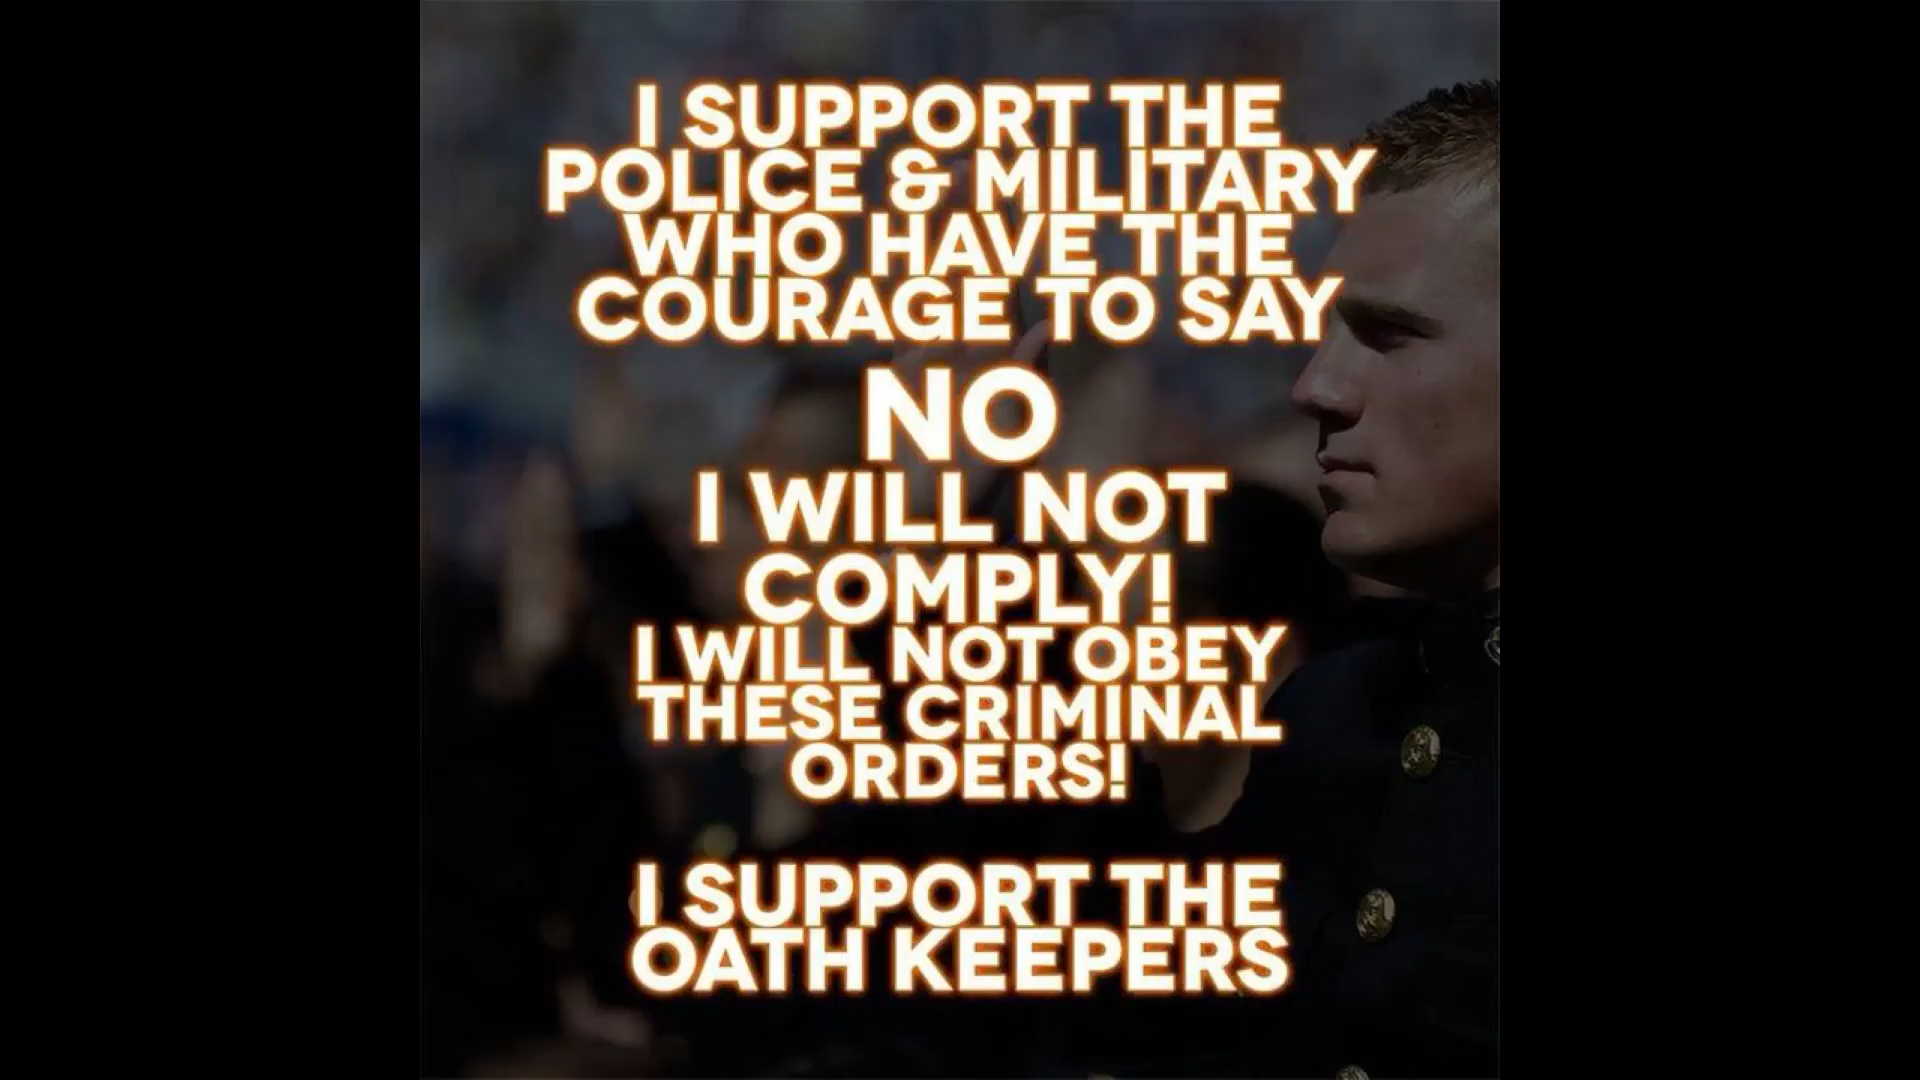 I SUPPORT THE
POLICE & MILITARY
WHO HAVE THE
COURAGE TO SAY
NO
I WILL NOT
COMPLY!
I WILL NOT OBEY
THESE CRIMINAL
ORDERS!
I SUPPORT THE
OATH KEEPERS